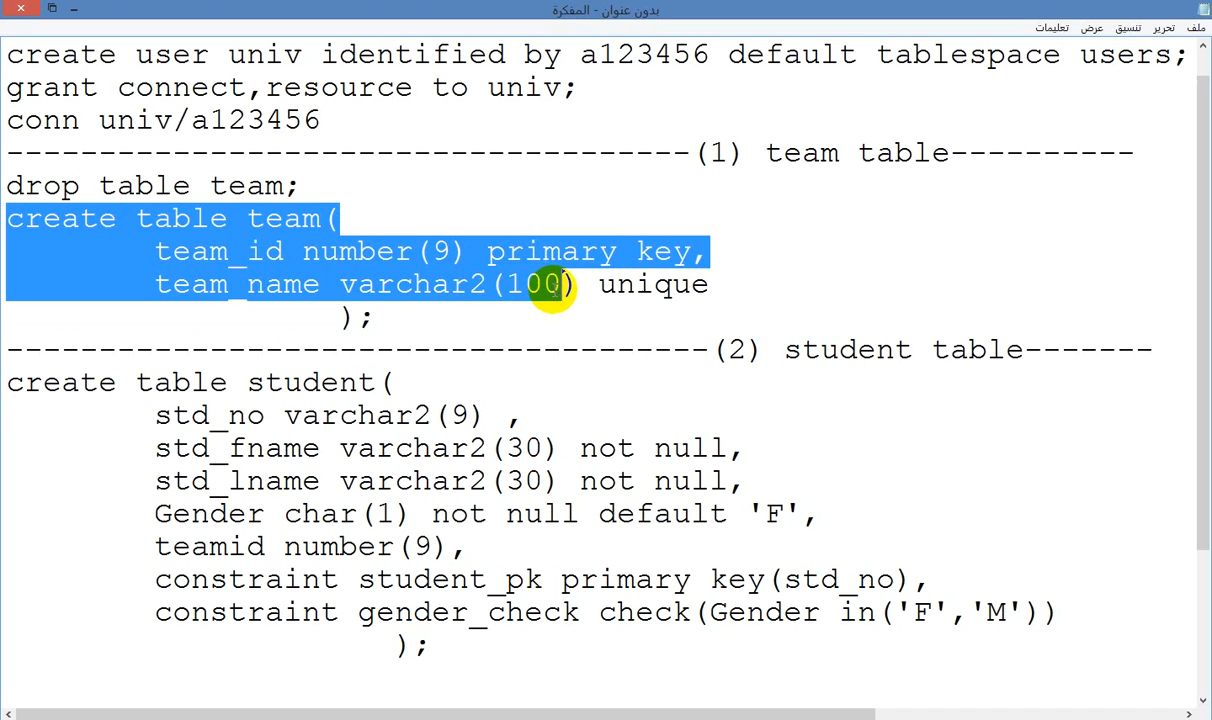 بدون عنوان - المفكرة
ملف تحرير تنسيق عرض تعليمات
create user univ identified by a123456 default tablespace users;
grant connect,resource to univ;
conn univ/a123456
-------------------------------------(1) team table----------
drop table team;
create table team(
team_id number(9) primary key,
team_name varchar2(100) unique
);
--------------------------------------(2) student table-------
create table student(
std_no varchar2(9) ,
std_fname varchar2(30) not null,
std_lname varchar2(30) not null,
Gender char(1) not null default 'F',
teamid number(9),
constraint student_pk primary key(std_no),
constraint gender_check check(Gender in('F','M'))
);